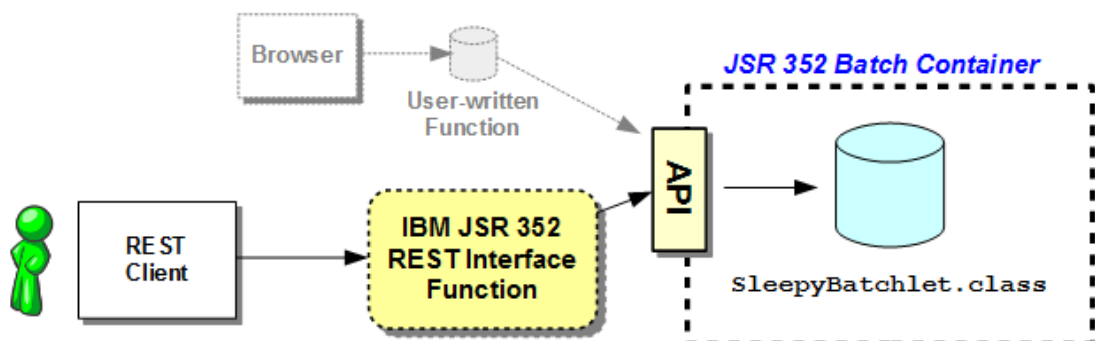 Browser
User-written
Function
JSR 352 Batch Container
API
REST
Client
IBM JSR 352
REST Interface
Function
SleepyBatchlet.class